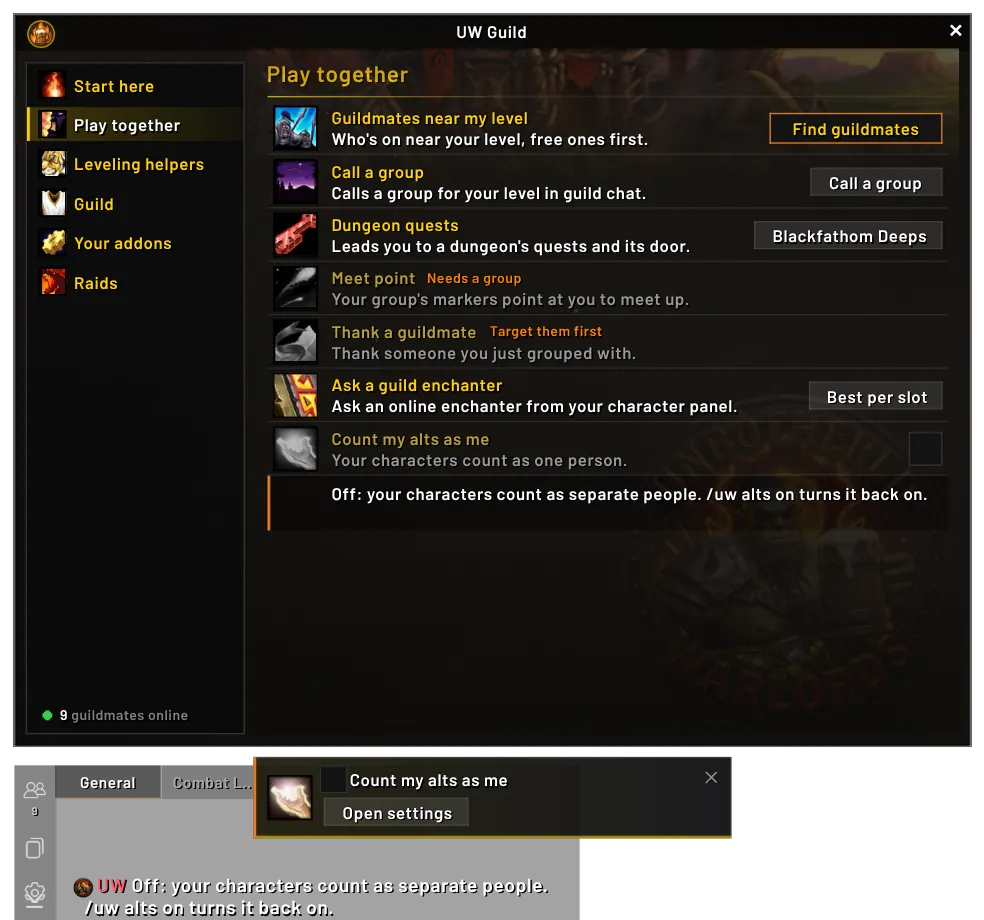 UW Guild
Start here
Play together
Leveling helpers
Guild
Your addons
Raids
9 guildmates online
Play together
Guildmates near my level
Who's on near your level, free ones first.
Find guildmates
Call a group
Calls a group for your level in guild chat.
Call a group
Dungeon quests
Leads you to a dungeon's quests and its door.
Blackfathom Deeps
Meet point Needs a group
Your group's markers point at you to meet up.
Thank a guildmate Target them first
Thank someone you just grouped with.
Ask a guild enchanter
Ask an online enchanter from your character panel.
Best per slot
Count my alts as me
Your characters count as one person.
Off: your characters count as separate people. /uw alts on turns it back on.
WARLORDS
9
General
Combat L...
Count my alts as me
Open settings
UW Off: your characters count as separate people.
/uw alts on turns it back on.